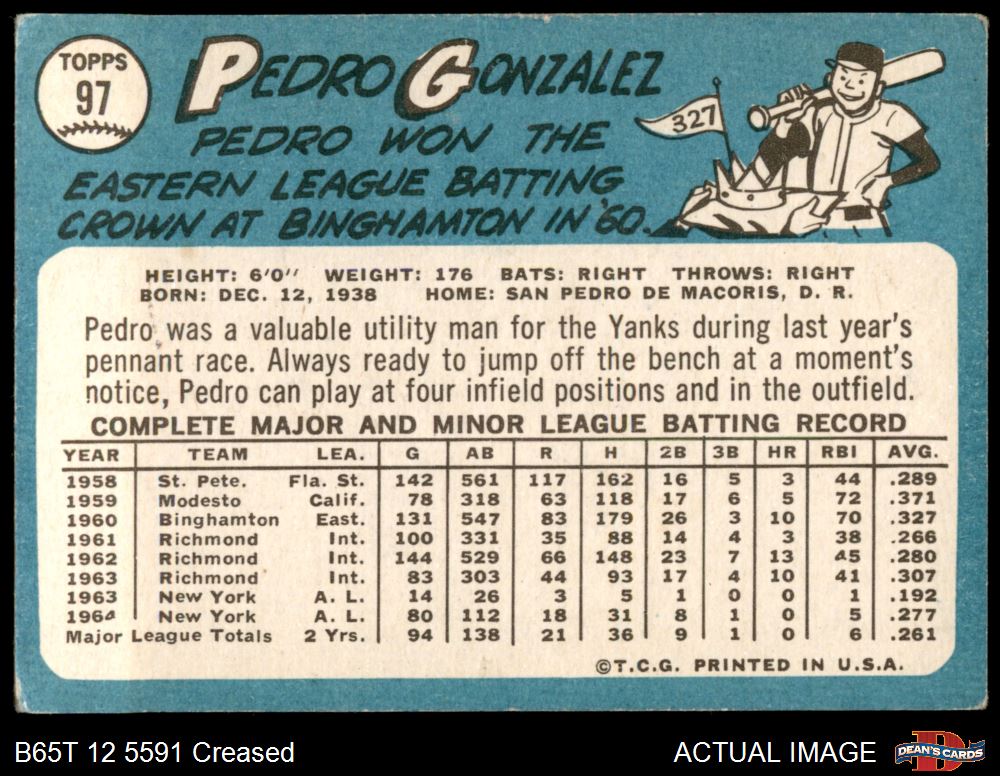 TOPPS
97
PEDRO GONZALEZ
PEDRO WON THE
EASTERN LEAGUE BATTING
CROWN AT BINGHAMTON IN '60.
327
HEIGHT: 6'0" WEIGHT: 176 BATS: RIGHT THROWS: RIGHT
BORN: DEC. 12, 1938 HOME: SAN PEDRO DE MACORIS, D. R.
Pedro was a valuable utility man for the Yanks during last year's
pennant race. Always ready to jump off the bench at a moment's
notice, Pedro can play at four infield positions and in the outfield.
COMPLETE MAJOR AND MINOR LEAGUE BATTING RECORD
YEAR TEAM LEA. G AB R H 2B 3B HR RBI AVG.
1958 St. Pete. Fla. St. 142 561 117 162 16 5 3 44 .289
1959 Modesto Calif. 78 318 63 118 17 6 5 72 .371
1960 Binghamton East. 131 547 83 179 26 3 10 70 .327
1961 Richmond Int. 100 331 35 88 14 4 3 38 .266
1962 Richmond Int. 144 529 66 148 23 7 13 45 .280
1963 Richmond Int. 83 303 44 93 17 4 10 41 .307
1963 New York A. L. 14 26 3 5 1 0 0 1 .192
1964 New York A. L. 80 112 18 31 8 1 0 5 .277
Major League Totals 2 Yrs. 94 138 21 36 9 1 0 6 .261
©T.C.G. PRINTED IN U.S.A.
B65T 12 5591 Creased
ACTUAL IMAGE
DEAN'S CARDS